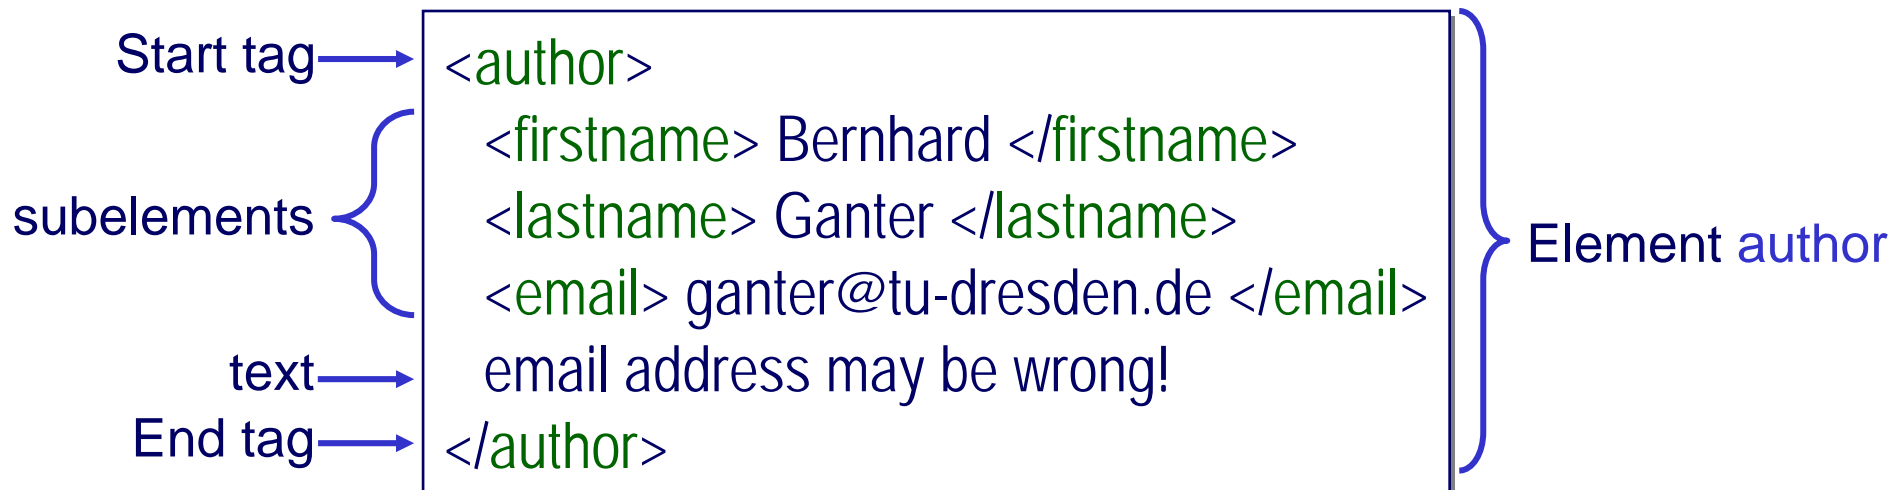 Start tag
<author>
<firstname> Bernhard </firstname>
subelements
<lastname> Ganter </lastname>
Element author
<email> ganter@tu-dresden.de </email>
text
email address may be wrong!
End tag
</author>